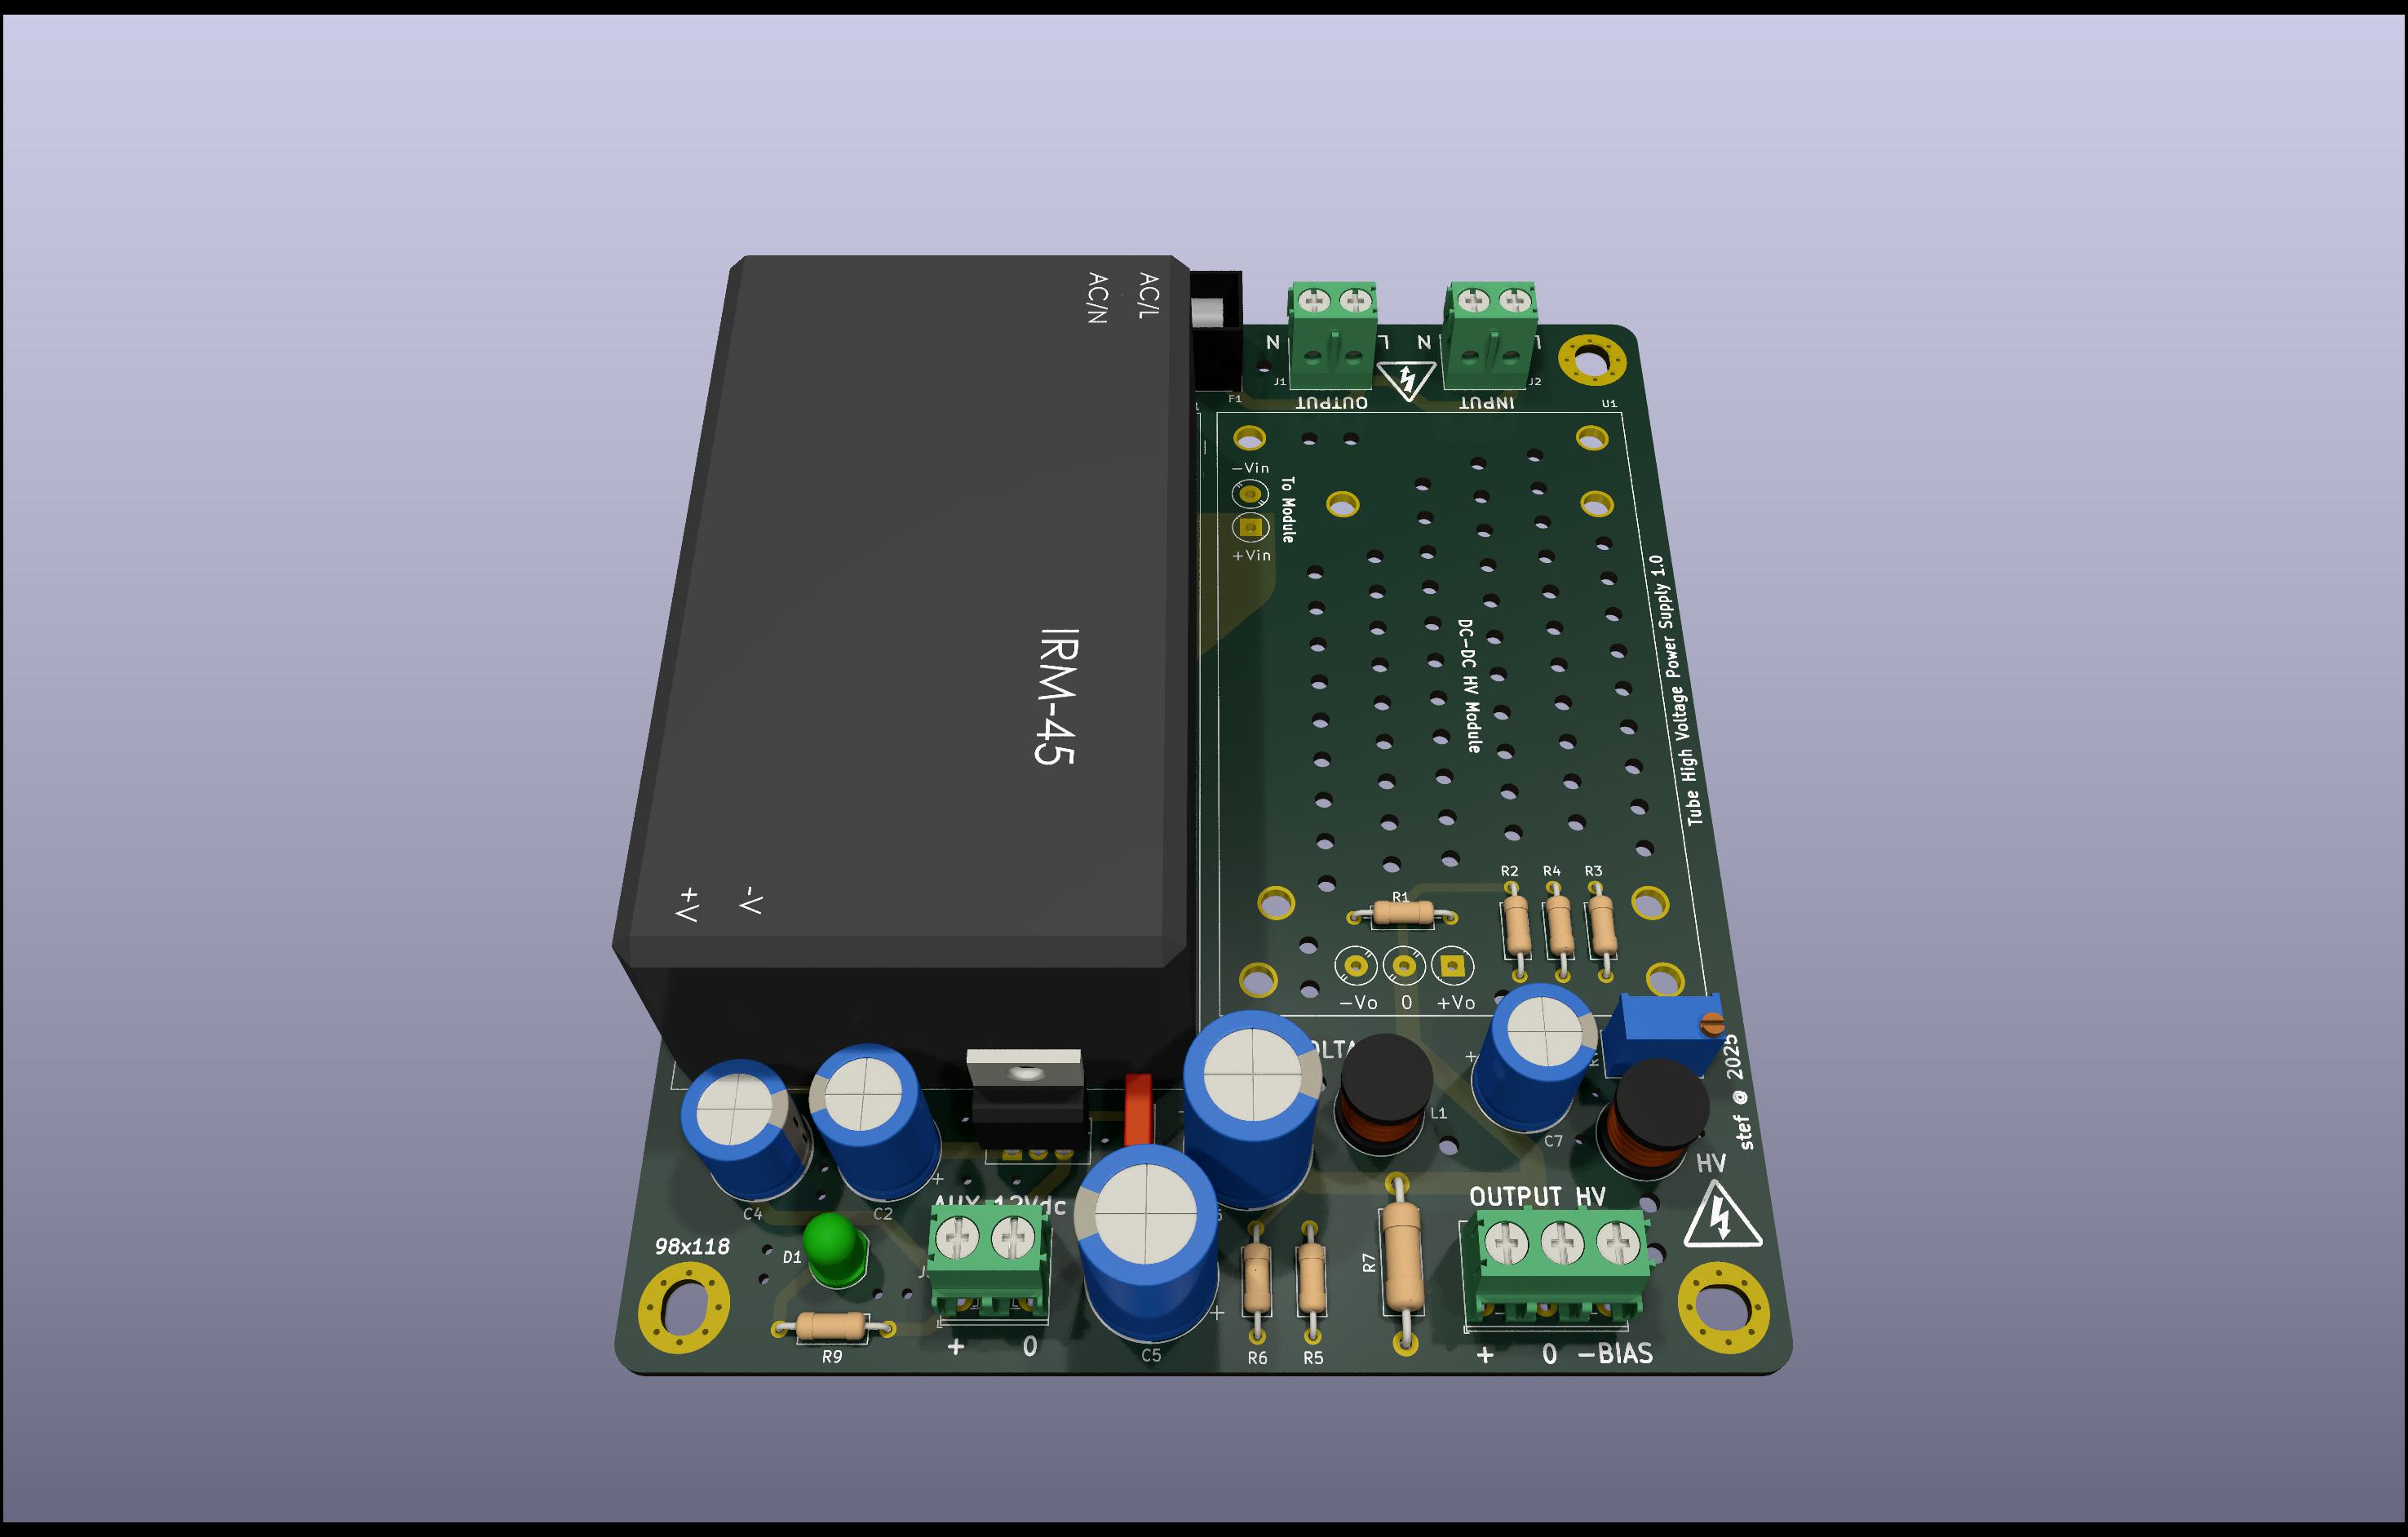 AC/N
AC/L
N
L
N
J1
J2
F1
OUTPUT
INPUT
U1
-Vin
To Module
+Vin
IRM-45
DC-DC HV Module
Tube High Voltage Power Supply 1.0
+V
-V
R2
R4
R3
R1
-Vo
0
+Vo
+
stef @ 2025
L1
C7
HV
+
C4
C2
AUX 12Vdc
OUTPUT HV
98x118
D1
R7
+
R9
+
0
C5
R6
R5
+
0
-BIAS